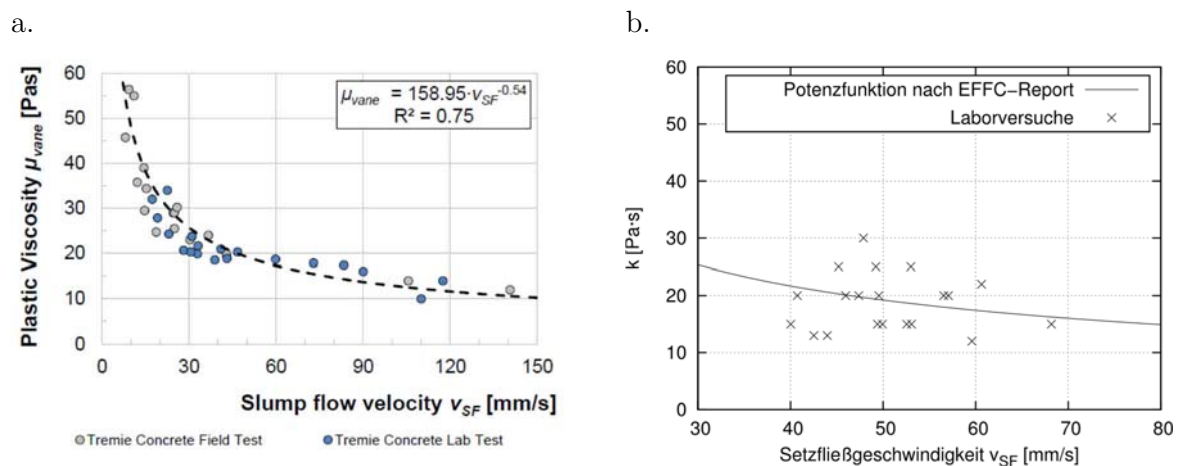 a.
Plastic Viscosity μvane [Pas]
60
50
40
30
20
10
0
μvane = 158.95·vSF^-0.54
R² = 0.75
0 30 60 90 120 150
Slump flow velocity vSF [mm/s]
Tremie Concrete Field Test Tremie Concrete Lab Test
b.
k [Pa·s]
60
50
40
30
20
10
0
Potenzfunktion nach EFFC−Report
Laborversuche
30 40 50 60 70 80
Setzfließgeschwindigkeit vSF [mm/s]